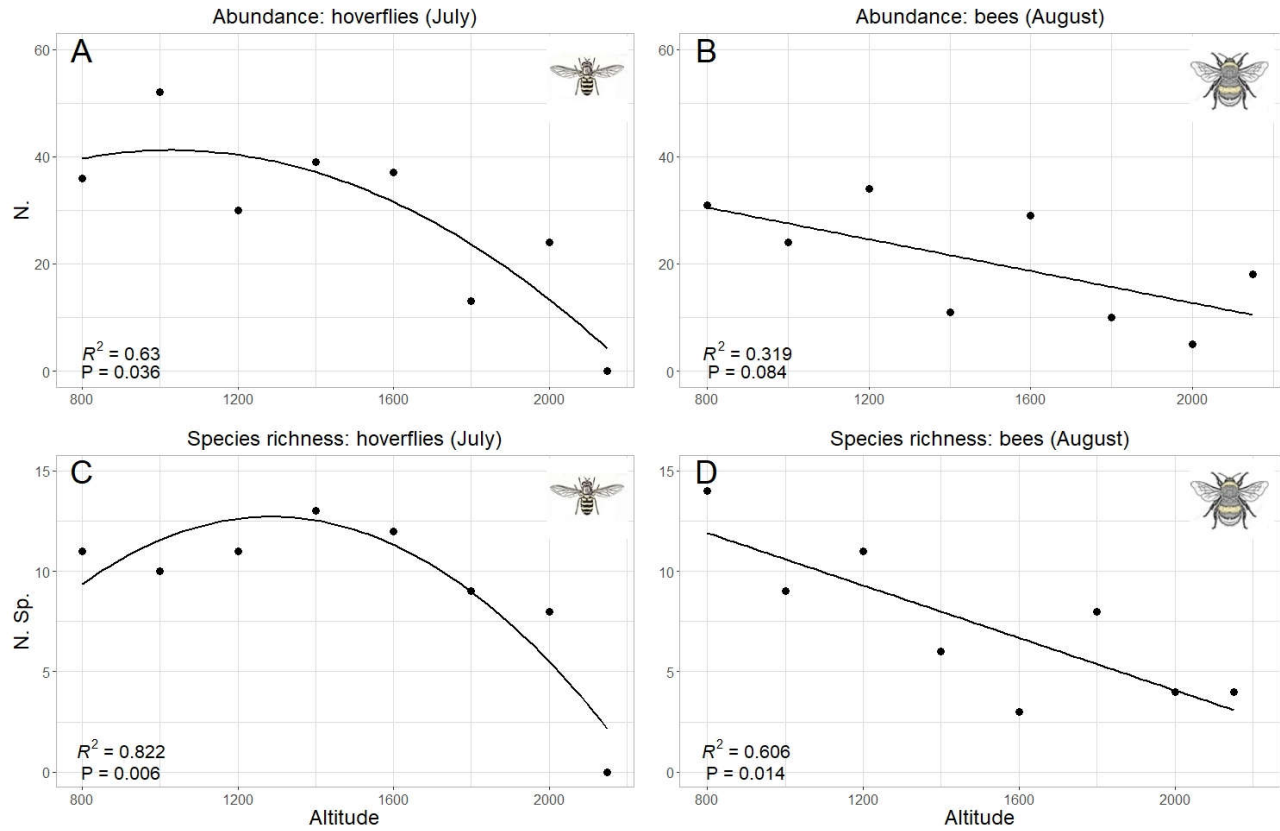 Abundance: hoverflies (July)
A
60
40
20
0
N.
R² = 0.63
P = 0.036
800
1200
1600
2000
Abundance: bees (August)
B
60
40
20
0
R² = 0.319
P = 0.084
800
1200
1600
2000
Species richness: hoverflies (July)
C
15
10
5
0
N. Sp.
R² = 0.822
P = 0.006
800
1200
1600
2000
Altitude
Species richness: bees (August)
D
15
10
5
0
R² = 0.606
P = 0.014
800
1200
1600
2000
Altitude